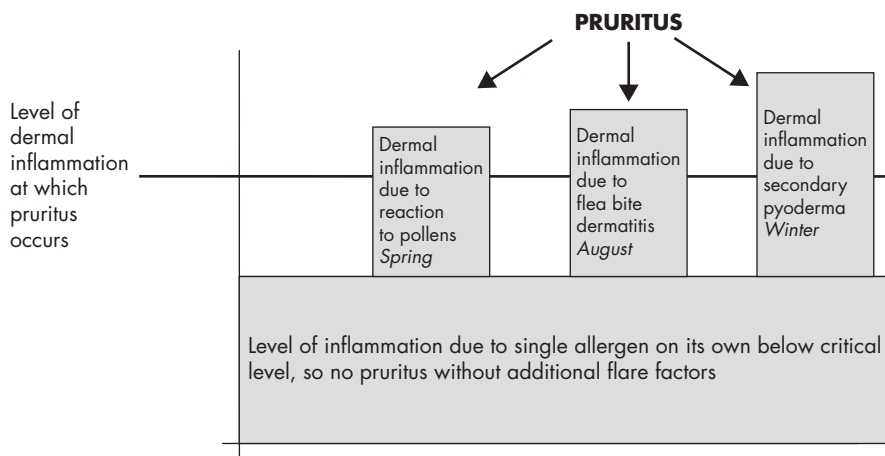 PRURITUS
Level of
dermal
inflammation
at which
pruritus
occurs
Dermal
inflammation
due to
reaction
to pollens
Spring
Dermal
inflammation
due to
flea bite
dermatitis
August
Dermal
inflammation
due to
secondary
pyoderma
Winter
Level of inflammation due to single allergen on its own below critical
level, so no pruritus without additional flare factors